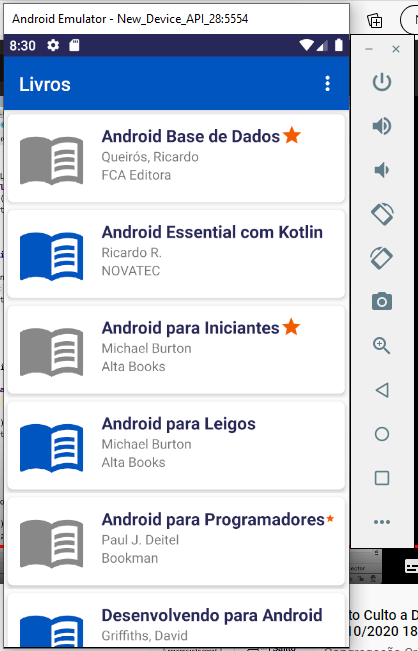 Android Emulator - New_Device_API_28:5554
8:30
Livros
Android Base de Dados
Queirós, Ricardo
FCA Editora
Android Essential com Kotlin
Ricardo R.
NOVATEC
Android para Iniciantes
Michael Burton
Alta Books
Android para Leigos
Michael Burton
Alta Books
Android para Programadores
Paul J. Deitel
Bookman
Desenvolvendo para Android
Griffiths, David
to Culto a D
10/2020 18